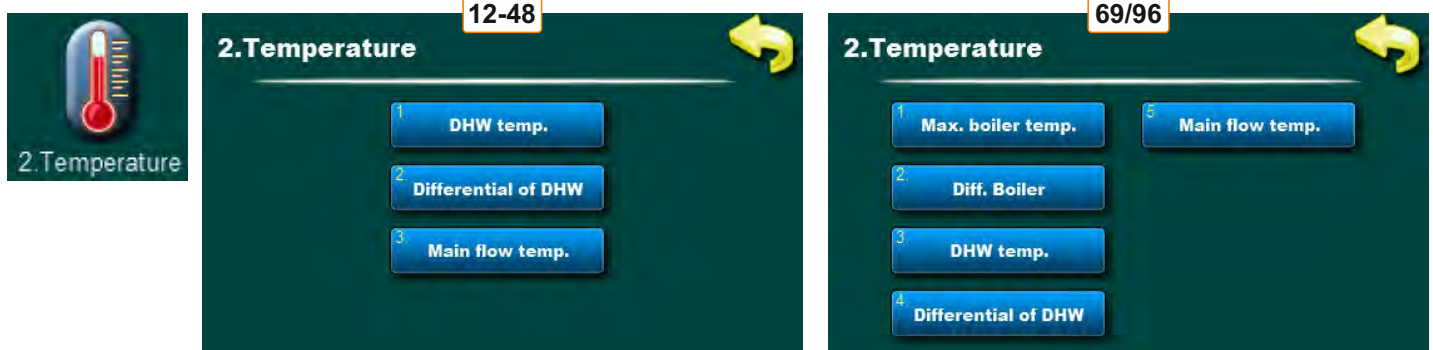 2.Temperature
12-48
2.Temperature
1
DHW temp.
2.
Differential of DHW
3.
Main flow temp.
69/96
2.Temperature
1
Max. boiler temp.
2.
Diff. Boiler
3.
DHW temp.
4.
Differential of DHW
5.
Main flow temp.